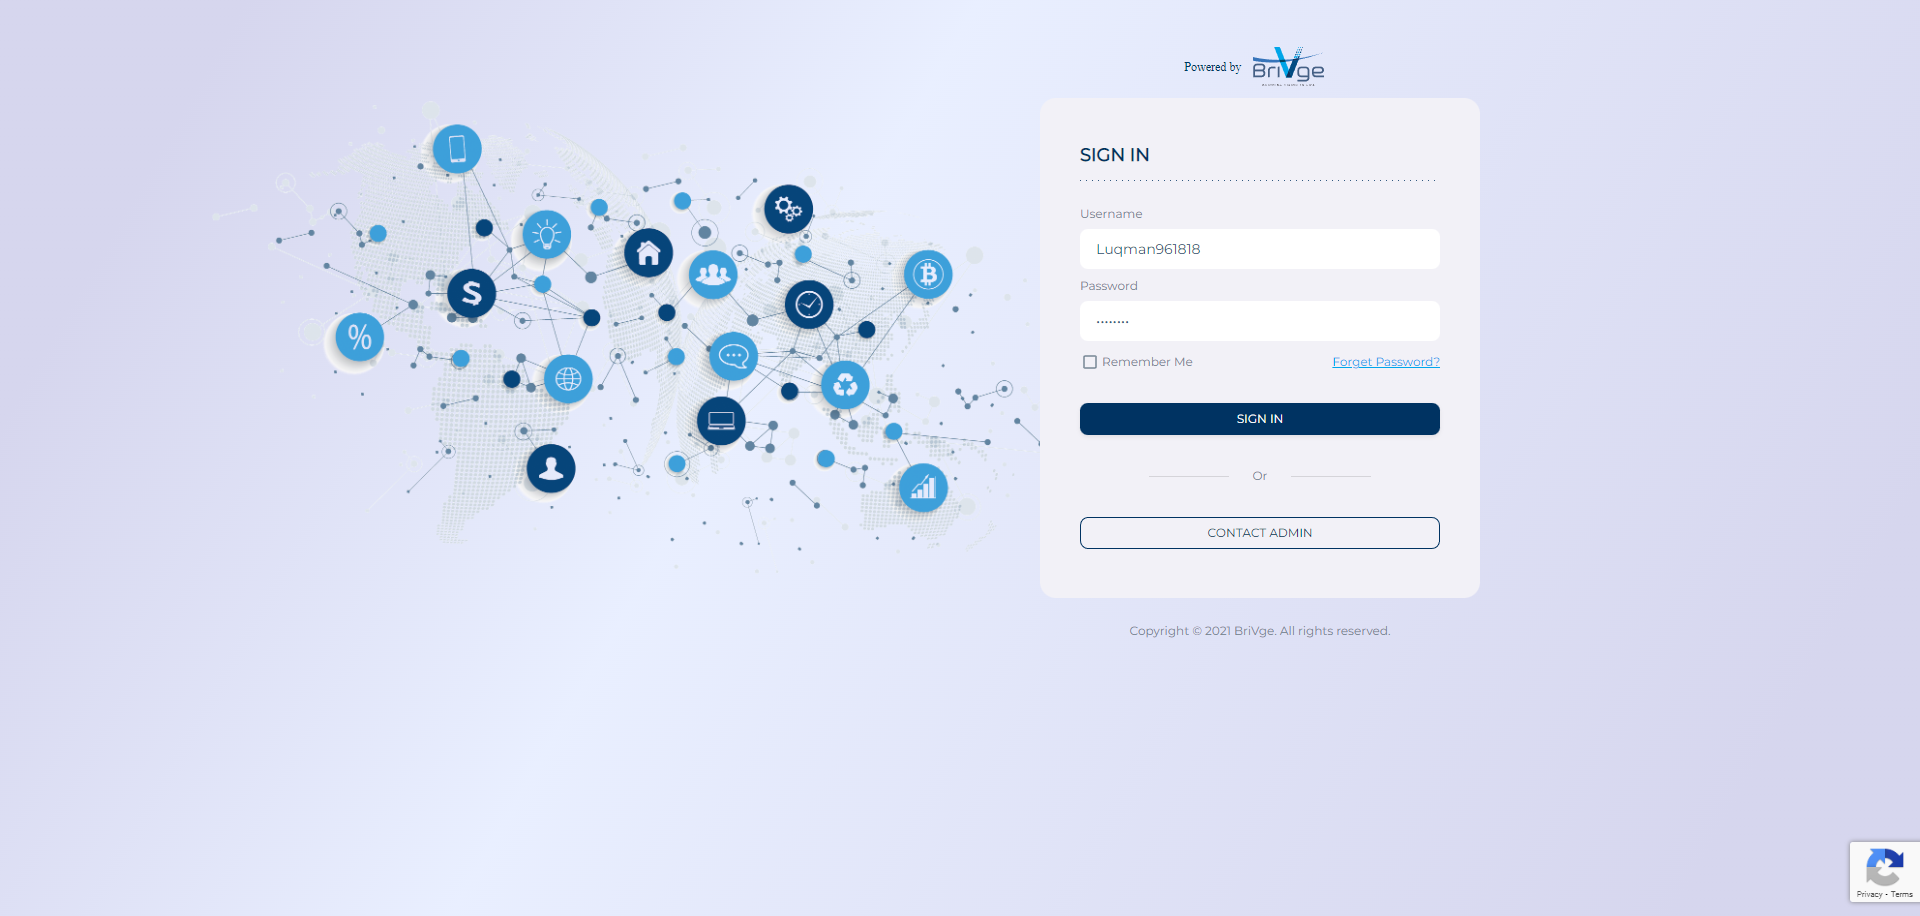 Powered by BriVge
SIGN IN
Username
Luqman961818
Password
••••••••
Remember Me
Forget Password?
SIGN IN
Or
CONTACT ADMIN
Copyright © 2021 BriVge. All rights reserved.
Privacy - Terms